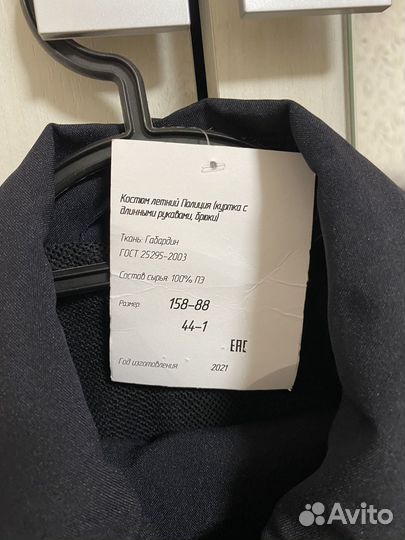 Костюм летний Полиция (куртка с
длинными рукавами, брюки)
Ткань: Габардин
ГОСТ 25295-2003
Состав сырья: 100% ПЭ
Размер 158-88
44-1
EAC
Год изготовления 2021
Avito